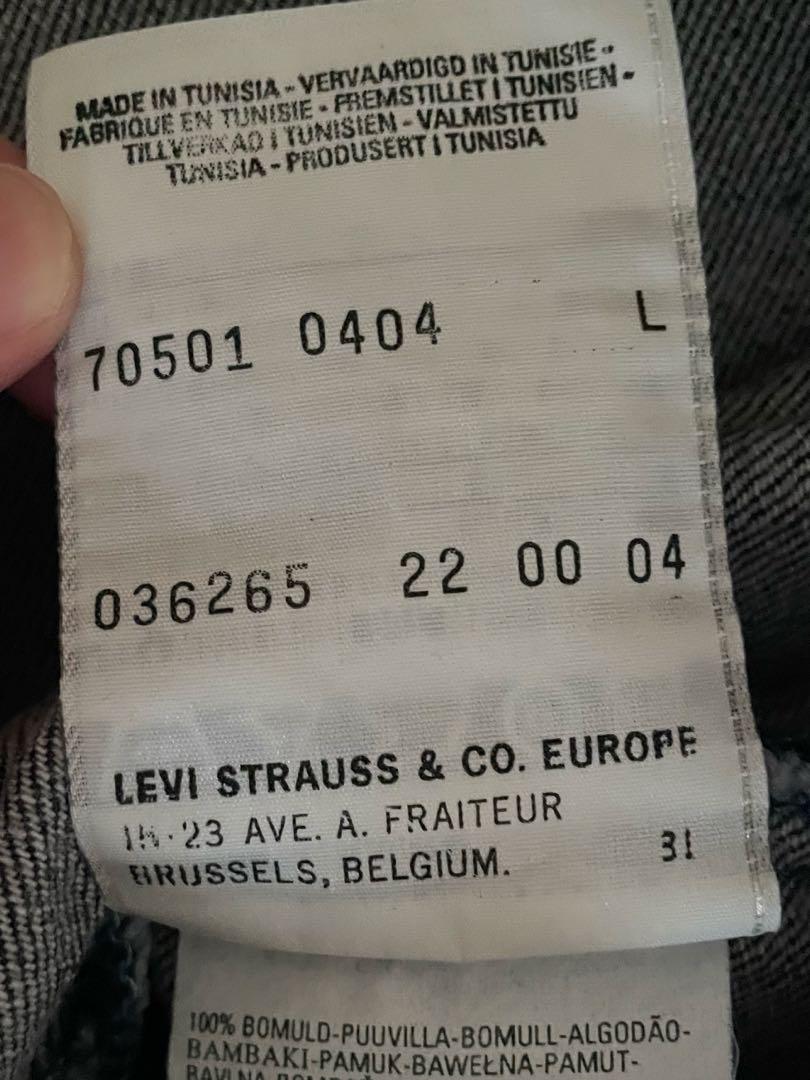 MADE IN TUNISIA - VERVAARDIGD IN TUNISIE -
FABRIQUE EN TUNISIE - FREMSTILLET I TUNISIEN -
TILLVERKAD I TUNISIEN - VALMISTETTU
TUNISIA - PRODUSERT I TUNISIA
70501 0404 L
036265 22 00 04
LEVI STRAUSS & CO. EUROPE
23 AVE. A. FRAITEUR
BRUSSELS, BELGIUM. 31
100% BOMULD-PUUVILLA-BOMULL-ALGODÃO-
BAMBAKI-PAMUK-BAWEŁNA-PAMUT-